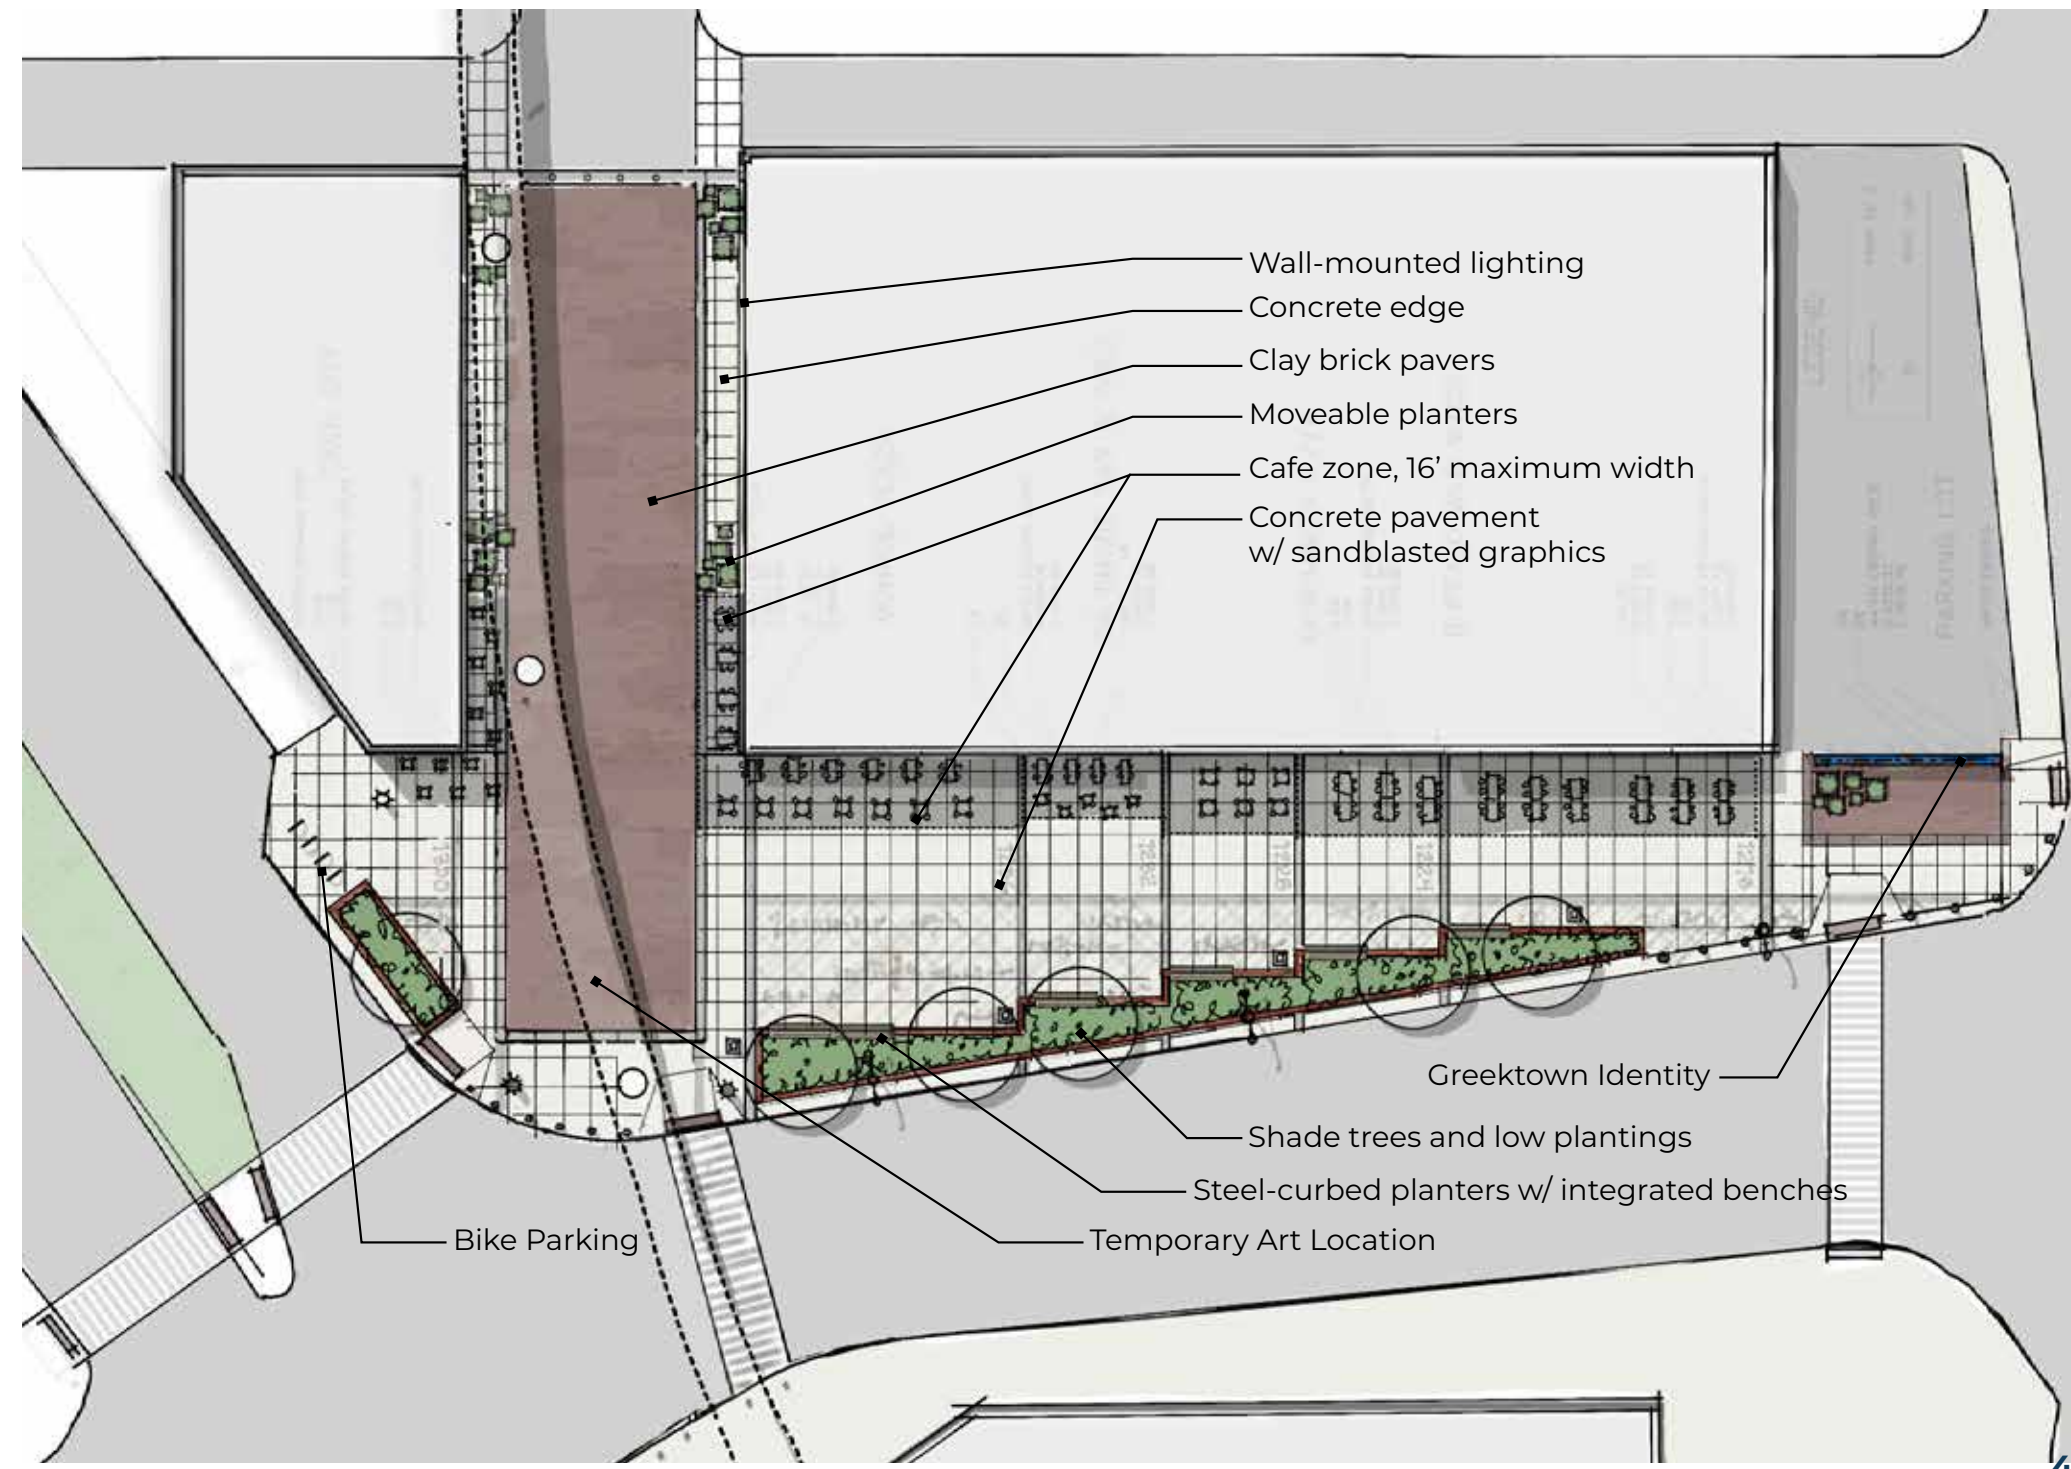 Wall-mounted lighting
Concrete edge
Clay brick pavers
Moveable planters
Cafe zone, 16’ maximum width
Concrete pavement
w/ sandblasted graphics
Greektown Identity
Shade trees and low plantings
Steel-curbed planters w/ integrated benches
Bike Parking
Temporary Art Location